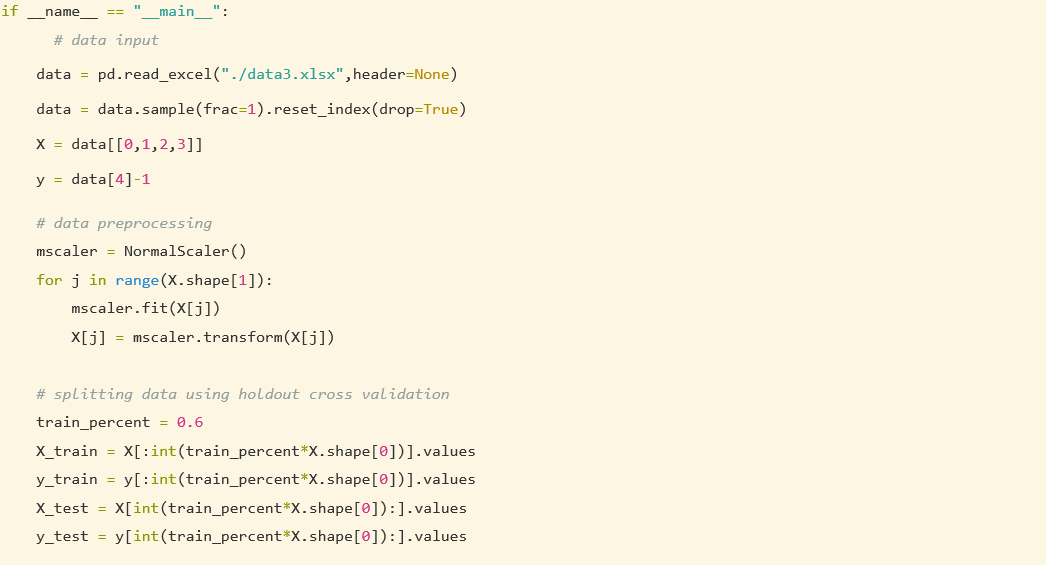 if __name__ == "__main__":
      # data input
    data = pd.read_excel("./data3.xlsx",header=None)
    data = data.sample(frac=1).reset_index(drop=True)
    X = data[[0,1,2,3]]
    y = data[4]-1
    # data preprocessing
    mscaler = NormalScaler()
    for j in range(X.shape[1]):
        mscaler.fit(X[j])
        X[j] = mscaler.transform(X[j])
    # splitting data using holdout cross validation
    train_percent = 0.6
    X_train = X[:int(train_percent*X.shape[0])].values
    y_train = y[:int(train_percent*X.shape[0])].values
    X_test = X[int(train_percent*X.shape[0]):].values
    y_test = y[int(train_percent*X.shape[0]):].values